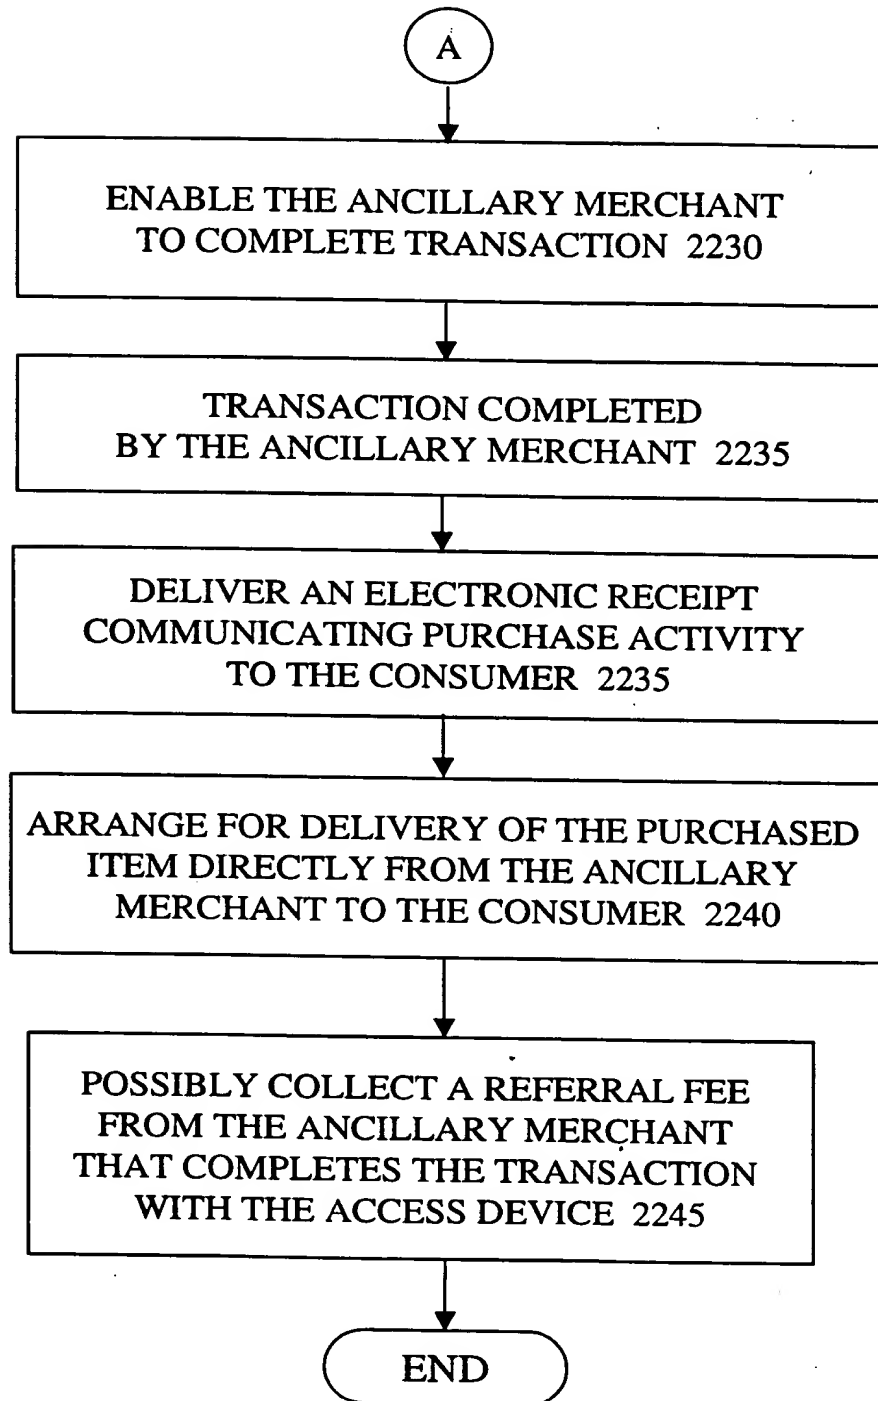 A
ENABLE THE ANCILLARY MERCHANT
TO COMPLETE TRANSACTION 2230
TRANSACTION COMPLETED
BY THE ANCILLARY MERCHANT 2235
DELIVER AN ELECTRONIC RECEIPT
COMMUNICATING PURCHASE ACTIVITY
TO THE CONSUMER 2235
ARRANGE FOR DELIVERY OF THE PURCHASED
ITEM DIRECTLY FROM THE ANCILLARY
MERCHANT TO THE CONSUMER 2240
POSSIBLY COLLECT A REFERRAL FEE
FROM THE ANCILLARY MERCHANT
THAT COMPLETES THE TRANSACTION
WITH THE ACCESS DEVICE 2245
END